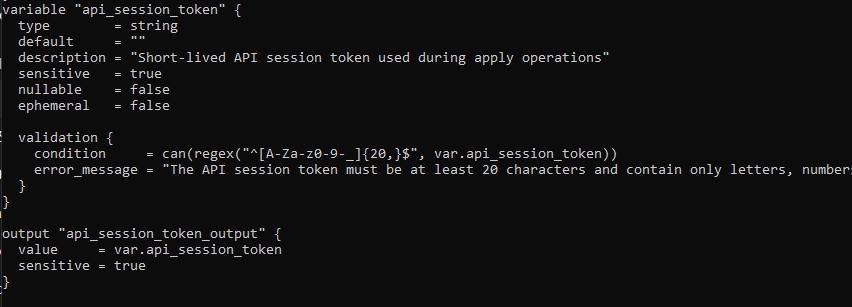 variable "api_session_token" {
  type        = string
  default     = ""
  description = "Short-lived API session token used during apply operations"
  sensitive   = true
  nullable    = false
  ephemeral   = false

  validation {
    condition     = can(regex("^[A-Za-z0-9-_]{20,}$", var.api_session_token))
    error_message = "The API session token must be at least 20 characters and contain only letters, numbers
  }
}

output "api_session_token_output" {
  value     = var.api_session_token
  sensitive = true
}